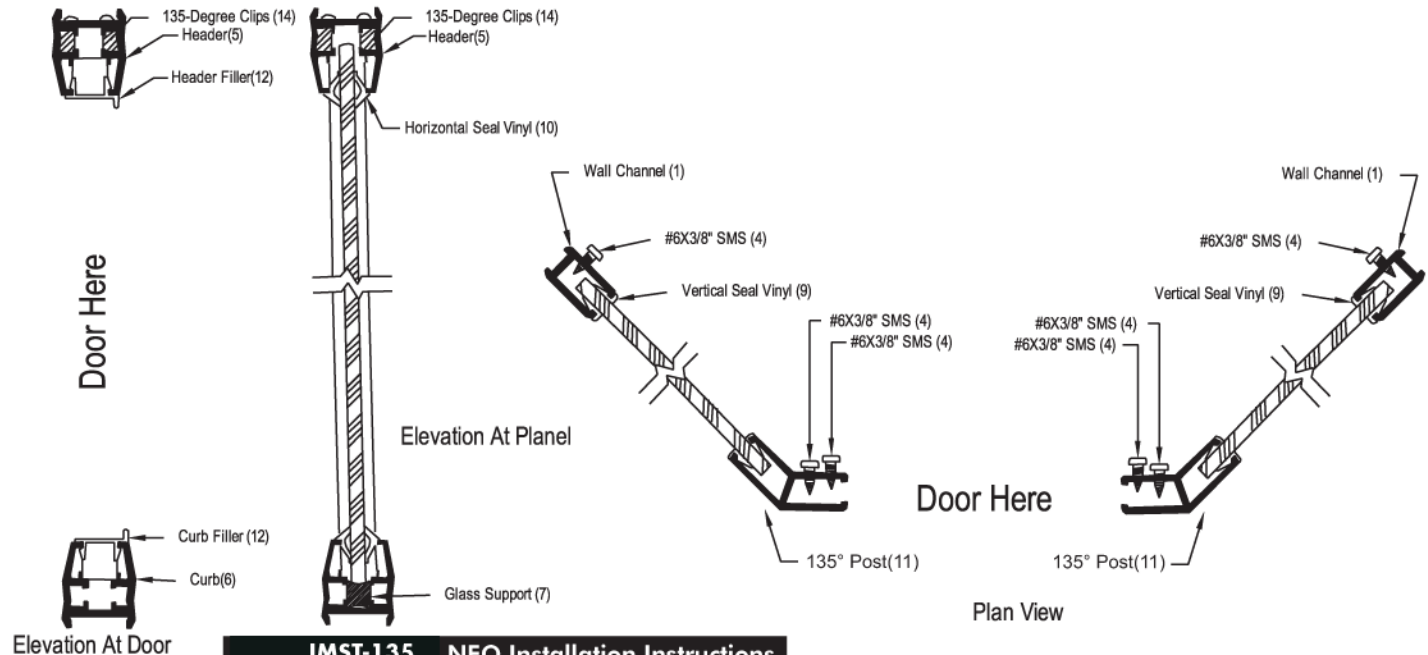 135-Degree Clips (14)
Header(5)
Header Filler(12)
135-Degree Clips (14)
Header(5)
Horizontal Seal Vinyl (10)
Door Here
Elevation At Planel
Curb Filler (12)
Curb(6)
Glass Support (7)
Elevation At Door
Wall Channel (1)
#6X3/8" SMS (4)
Vertical Seal Vinyl (9)
#6X3/8" SMS (4)
#6X3/8" SMS (4)
135° Post(11)
Door Here
Wall Channel (1)
#6X3/8" SMS (4)
Vertical Seal Vinyl (9)
#6X3/8" SMS (4)
#6X3/8" SMS (4)
135° Post(11)
Plan View
JMST-135 NEO Installation Instructions